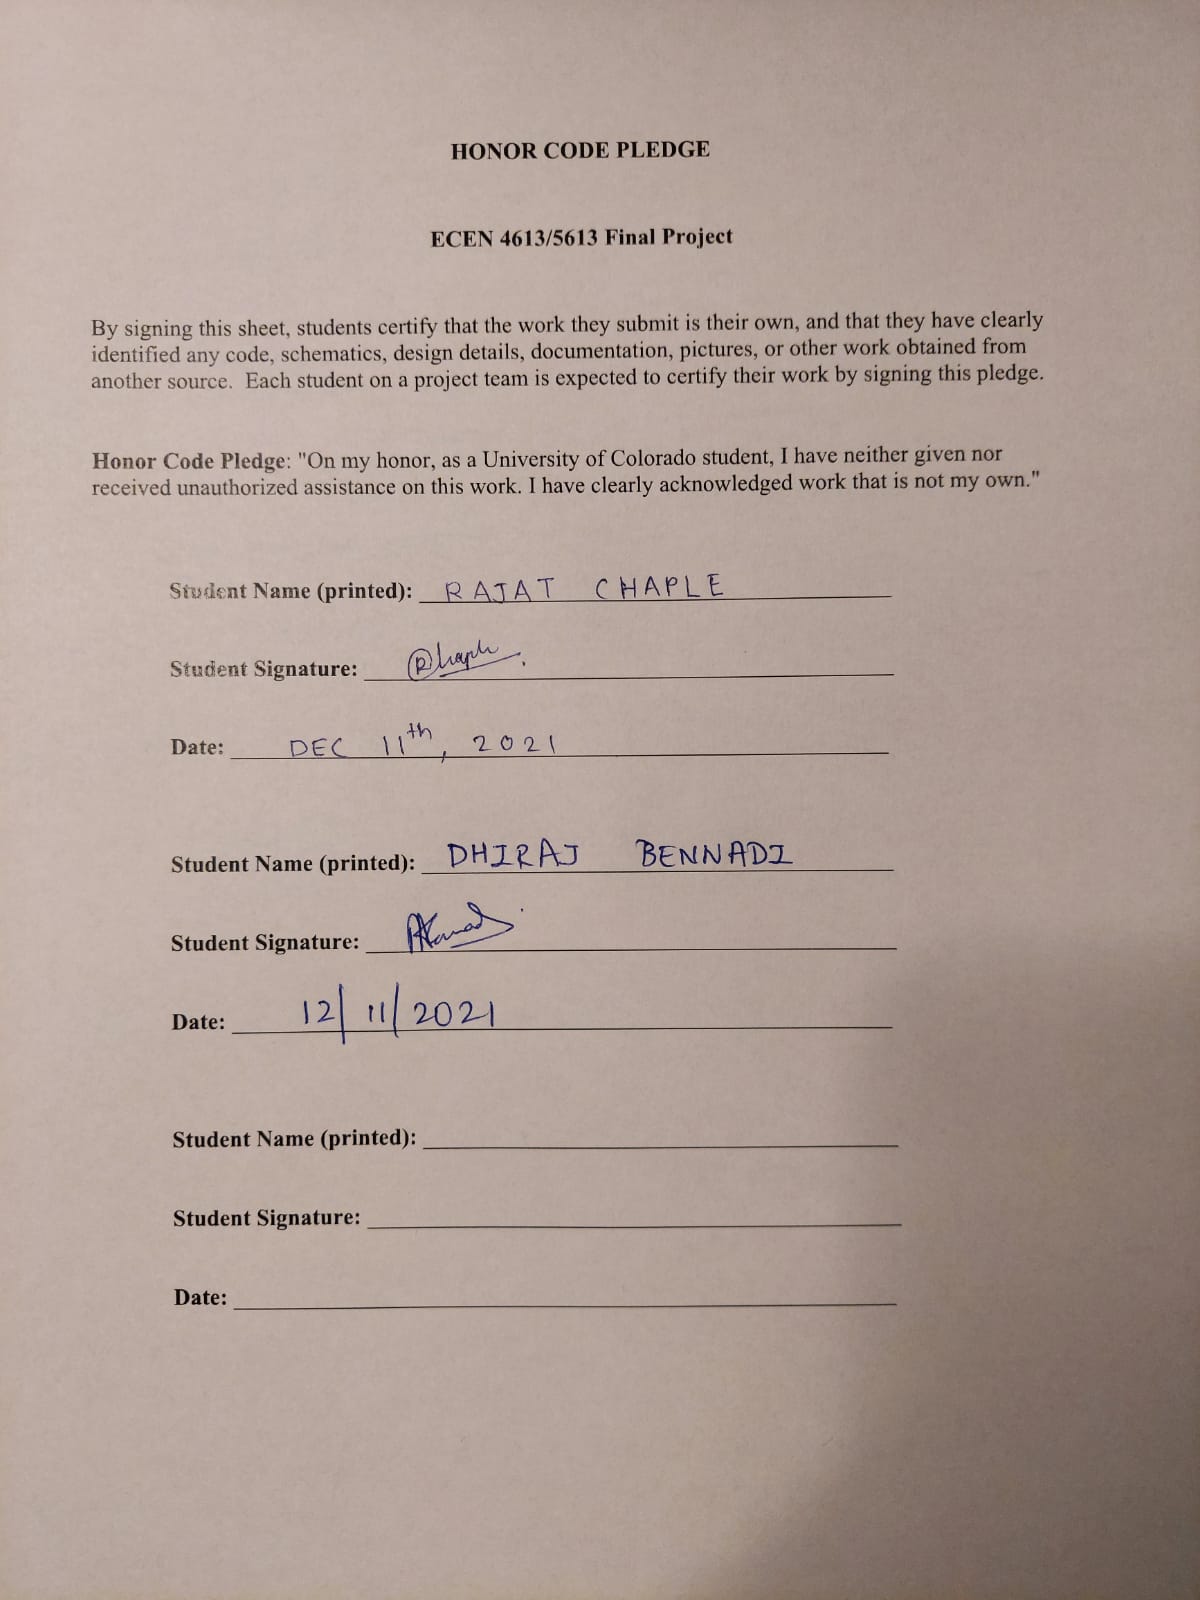 HONOR CODE PLEDGE
ECEN 4613/5613 Final Project
By signing this sheet, students certify that the work they submit is their own, and that they have clearly
identified any code, schematics, design details, documentation, pictures, or other work obtained from
another source. Each student on a project team is expected to certify their work by signing this pledge.
Honor Code Pledge: "On my honor, as a University of Colorado student, I have neither given nor
received unauthorized assistance on this work. I have clearly acknowledged work that is not my own."
Student Name (printed): RAJAT CHAPLE
Student Signature:
Date: DEC 11th, 2021
Student Name (printed): DHIRAJ BENNADI
Student Signature:
Date: 12/11/2021
Student Name (printed):
Student Signature:
Date: